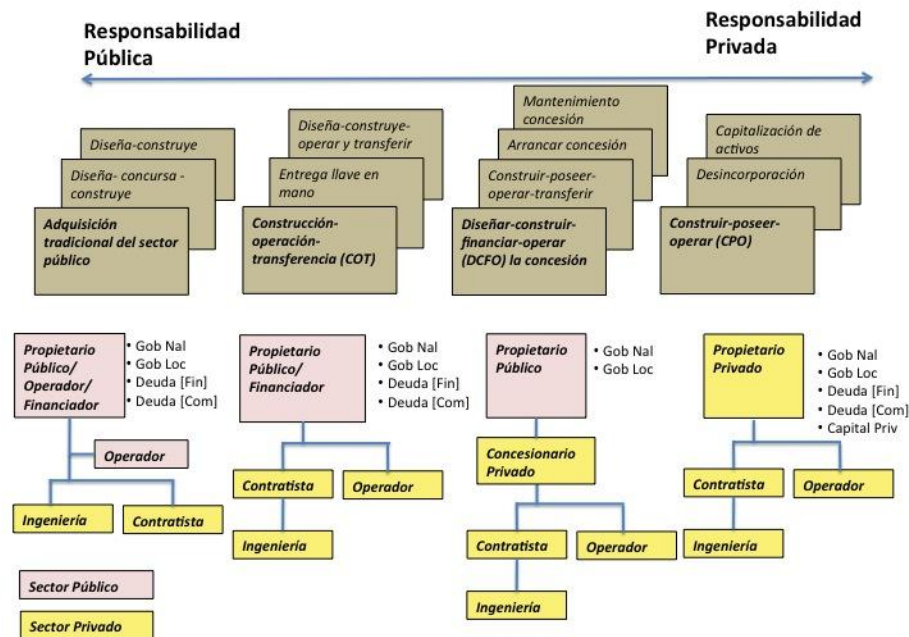 Responsabilidad
Pública
Responsabilidad
Privada
Diseña-construye
Diseña- concursa -
construye
Adquisición
tradicional del sector
público
Diseña-construye-
operar y transferir
Entrega llave en
mano
Construcción-
operación-
transferencia (COT)
Mantenimiento
concesión
Arrancar concesión
Construir-poseer-
operar-transferir
Diseñar-construir-
financiar-operar
(DCFO) la concesión
Capitalización de
activos
Desincorporación
Construir-poseer-
operar (CPO)
Propietario
Público/
Operador/
Financiador
• Gob Nal
• Gob Loc
• Deuda [Fin]
• Deuda [Com]
Operador
Ingeniería
Contratista
Propietario
Público/
Financiador
• Gob Nal
• Gob Loc
• Deuda [Fin]
• Deuda [Com]
Contratista
Operador
Ingeniería
Propietario
Público
• Gob Nal
• Gob Loc
Concesionario
Privado
Contratista
Operador
Ingeniería
Propietario
Privado
• Gob Nal
• Gob Loc
• Deuda [Fin]
• Deuda [Com]
• Capital Priv
Contratista
Operador
Ingeniería
Sector Público
Sector Privado